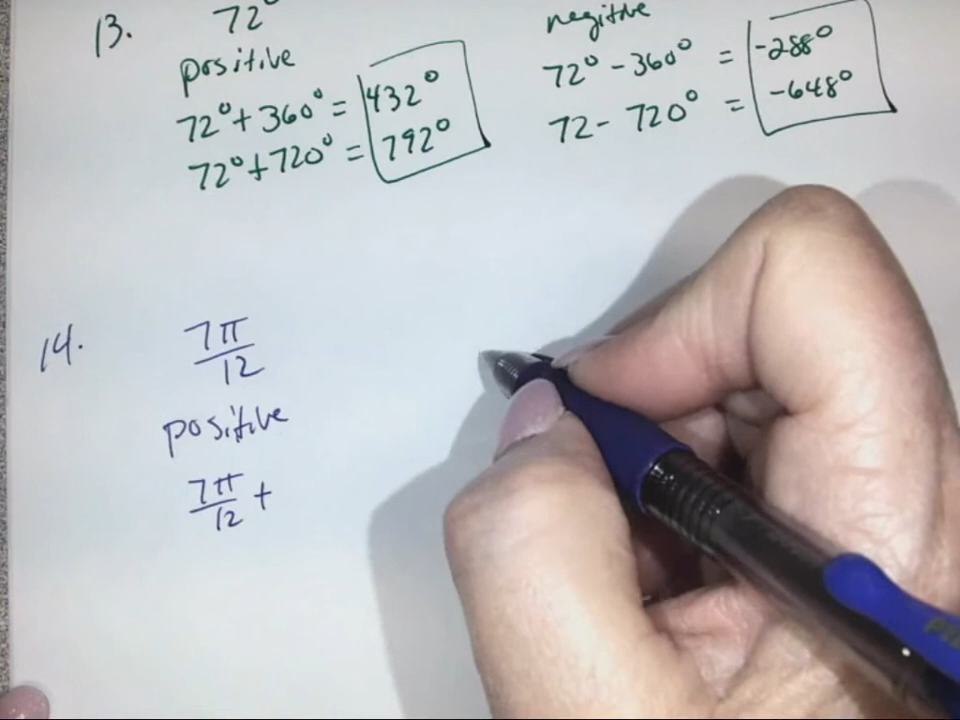 13. 72°
positive
72° + 360° = 432°
72° + 720° = 792°
negitive
72° - 360° = -288°
72 - 720° = -648°
14. 7π/12
positive
7π/12 +